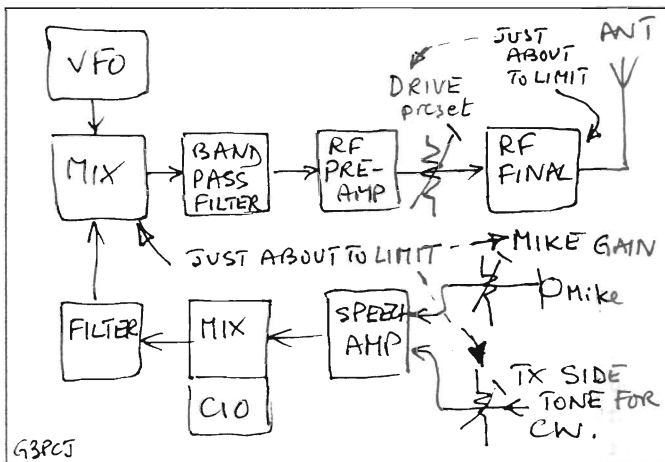 VFO
MIX
BAND
PASS
FILTER
RF
PRE-
AMP
DRIVE
preset
JUST
ABOUT
TO LIMIT
ANT
RF
FINAL
JUST ABOUT TO LIMIT
MIKE GAIN
Mike
FILTER
MIX
CIO
SPEECH
AMP
TX SIDE
TONE FOR
CW.
G3PCJ